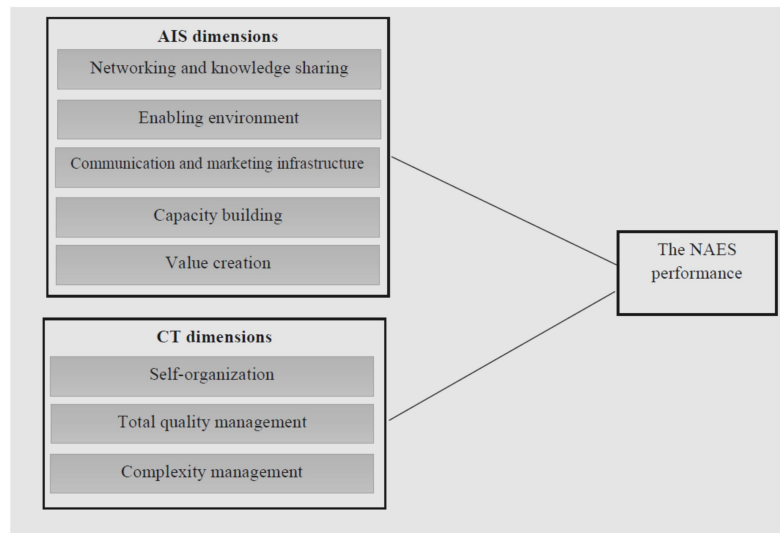 AIS dimensions
Networking and knowledge sharing
Enabling environment
Communication and marketing infrastructure
Capacity building
Value creation
The NAES
performance
CT dimensions
Self-organization
Total quality management
Complexity management